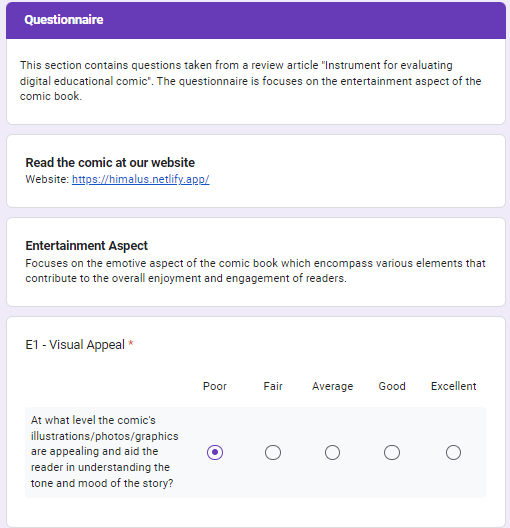 Questionnaire
This section contains questions taken from a review article "Instrument for evaluating
digital educational comic". The questionnaire is focuses on the entertainment aspect of the
comic book.
Read the comic at our website
Website: https://himalus.netlify.app/
Entertainment Aspect
Focuses on the emotive aspect of the comic book which encompass various elements that
contribute to the overall enjoyment and engagement of readers.
E1 - Visual Appeal *
Poor Fair Average Good Excellent
At what level the comic's
illustrations/photos/graphics
are appealing and aid the
reader in understanding the
tone and mood of the story?